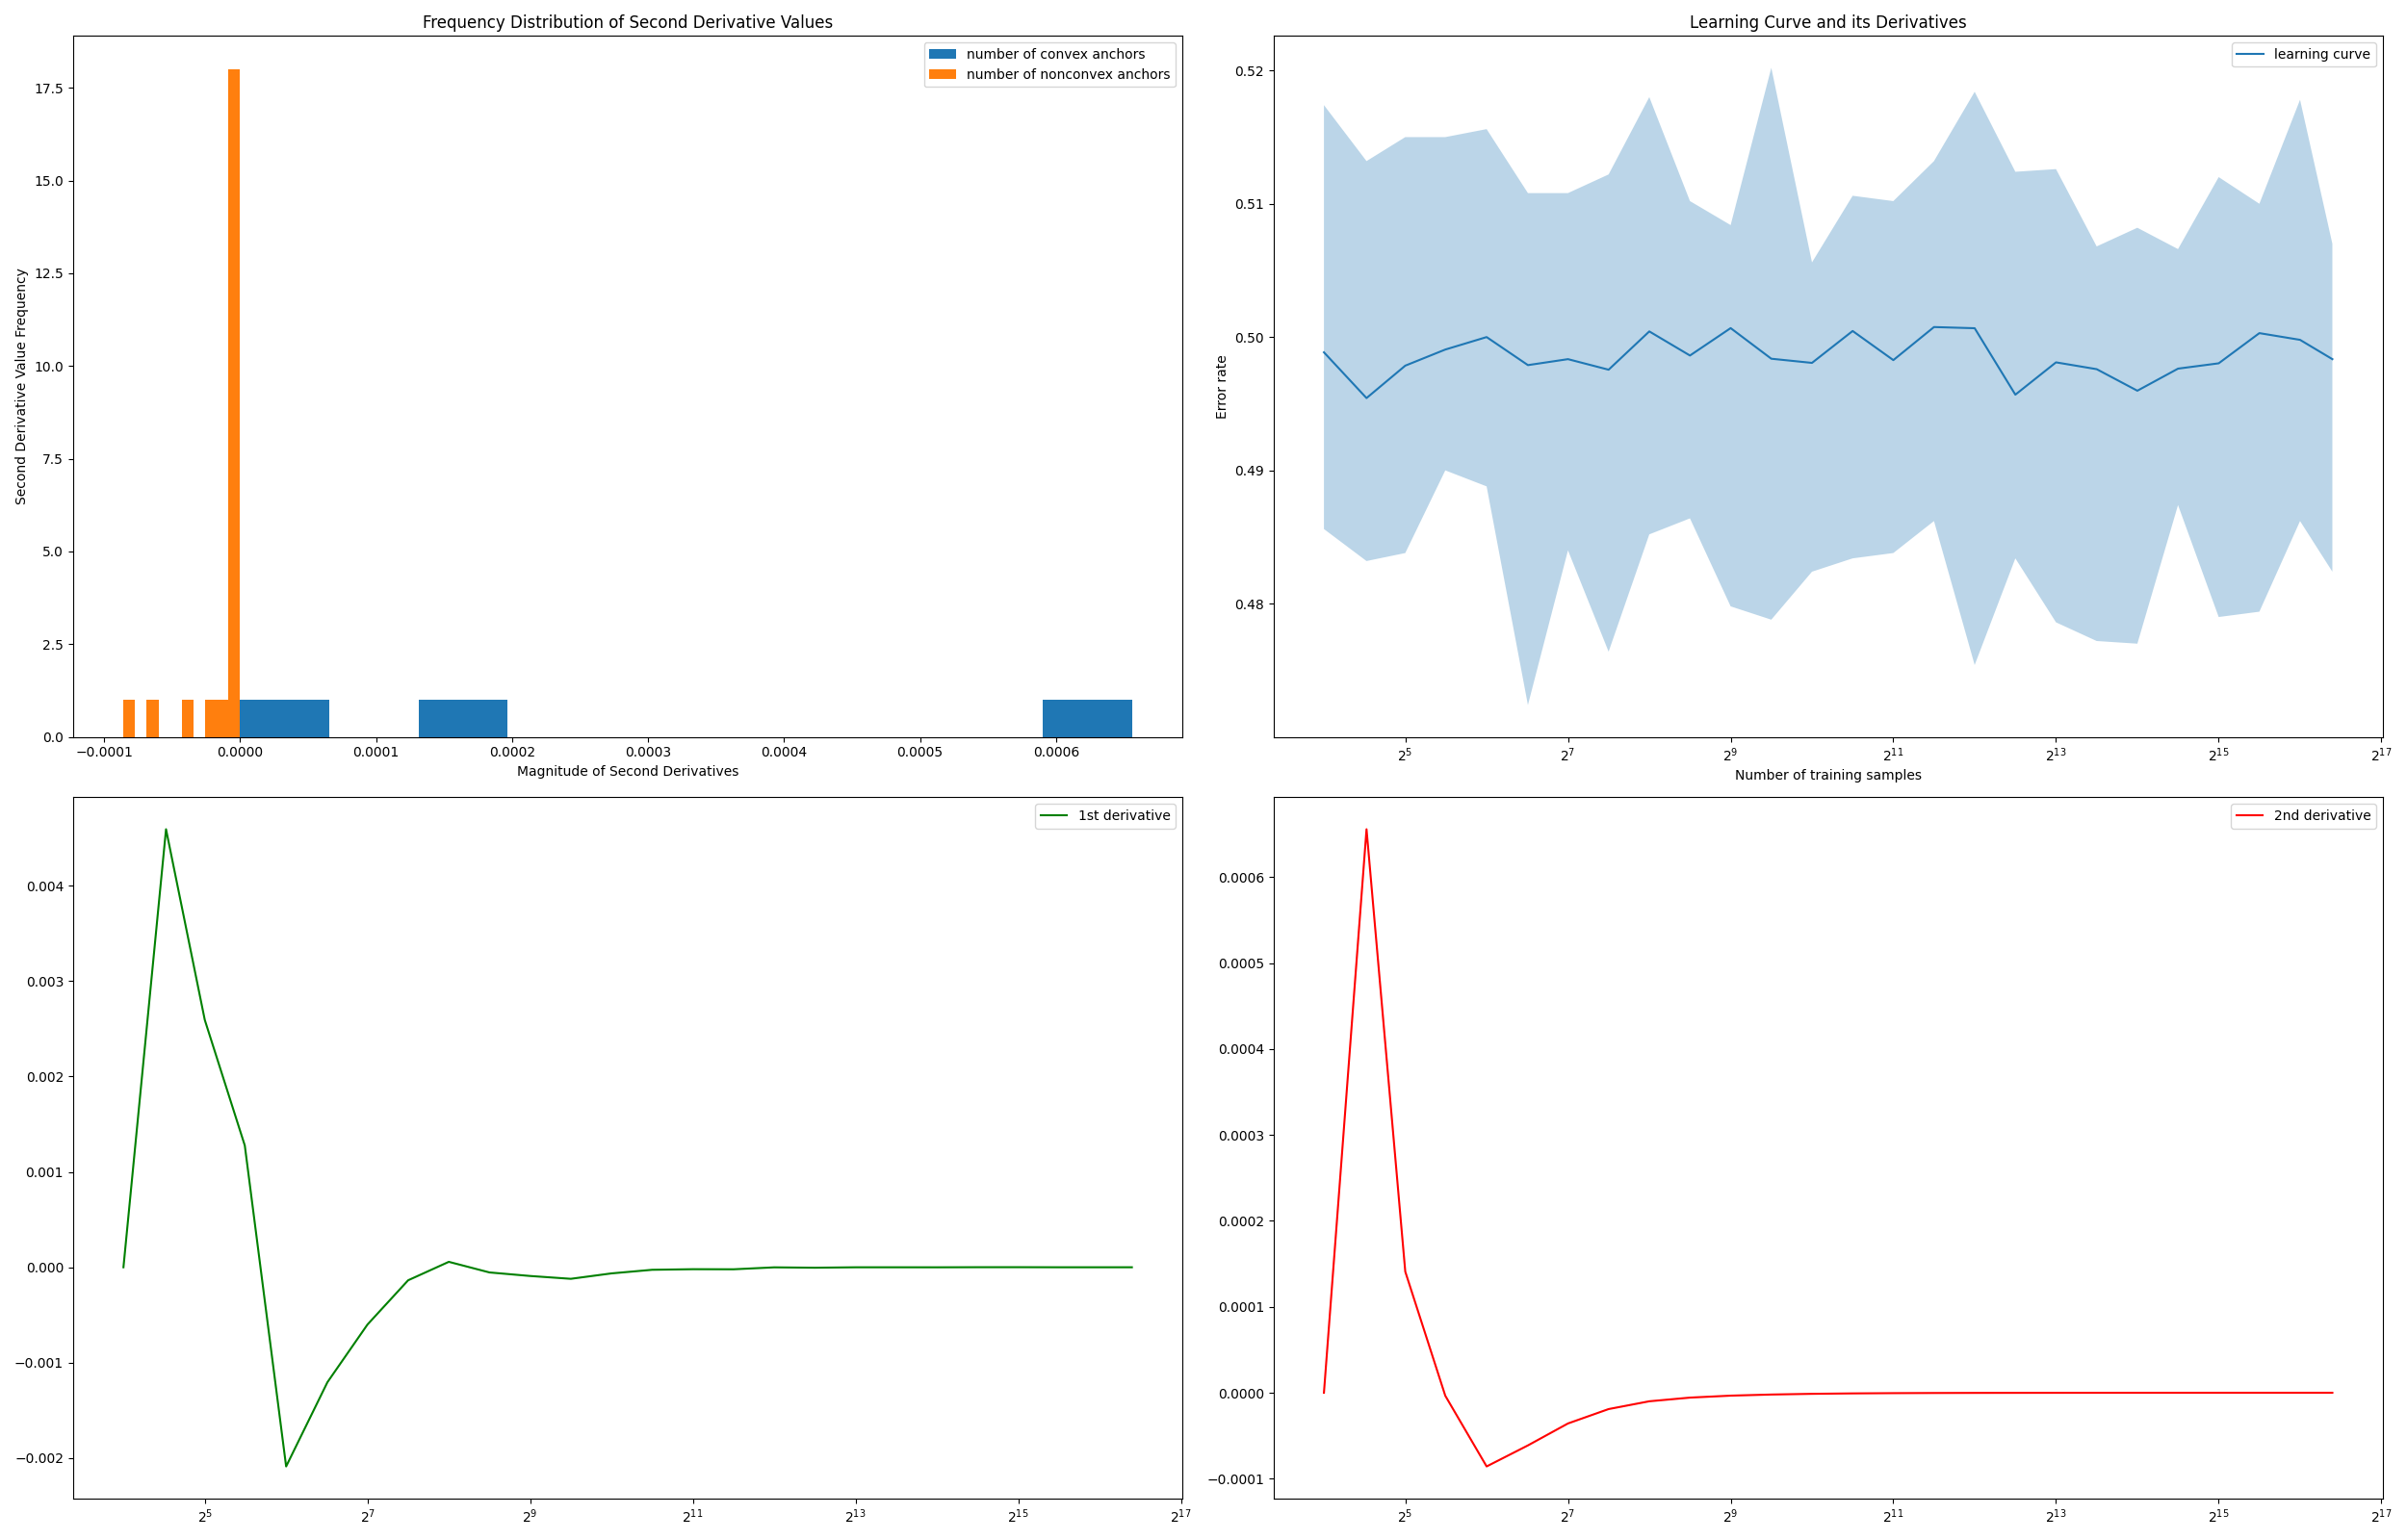 Frequency Distribution of Second Derivative Values
number of convex anchors
number of nonconvex anchors
17.5
15.0
12.5
10.0
7.5
5.0
2.5
0.0
Second Derivative Value Frequency
−0.0001 0.0000 0.0001 0.0002 0.0003 0.0004 0.0005 0.0006
Magnitude of Second Derivatives
Learning Curve and its Derivatives
learning curve
0.52
0.51
0.50
0.49
0.48
Error rate
2^5 2^7 2^9 2^11 2^13 2^15 2^17
Number of training samples
1st derivative
0.004
0.003
0.002
0.001
0.000
−0.001
−0.002
2^5 2^7 2^9 2^11 2^13 2^15 2^17
2nd derivative
0.0006
0.0005
0.0004
0.0003
0.0002
0.0001
0.0000
−0.0001
2^5 2^7 2^9 2^11 2^13 2^15 2^17